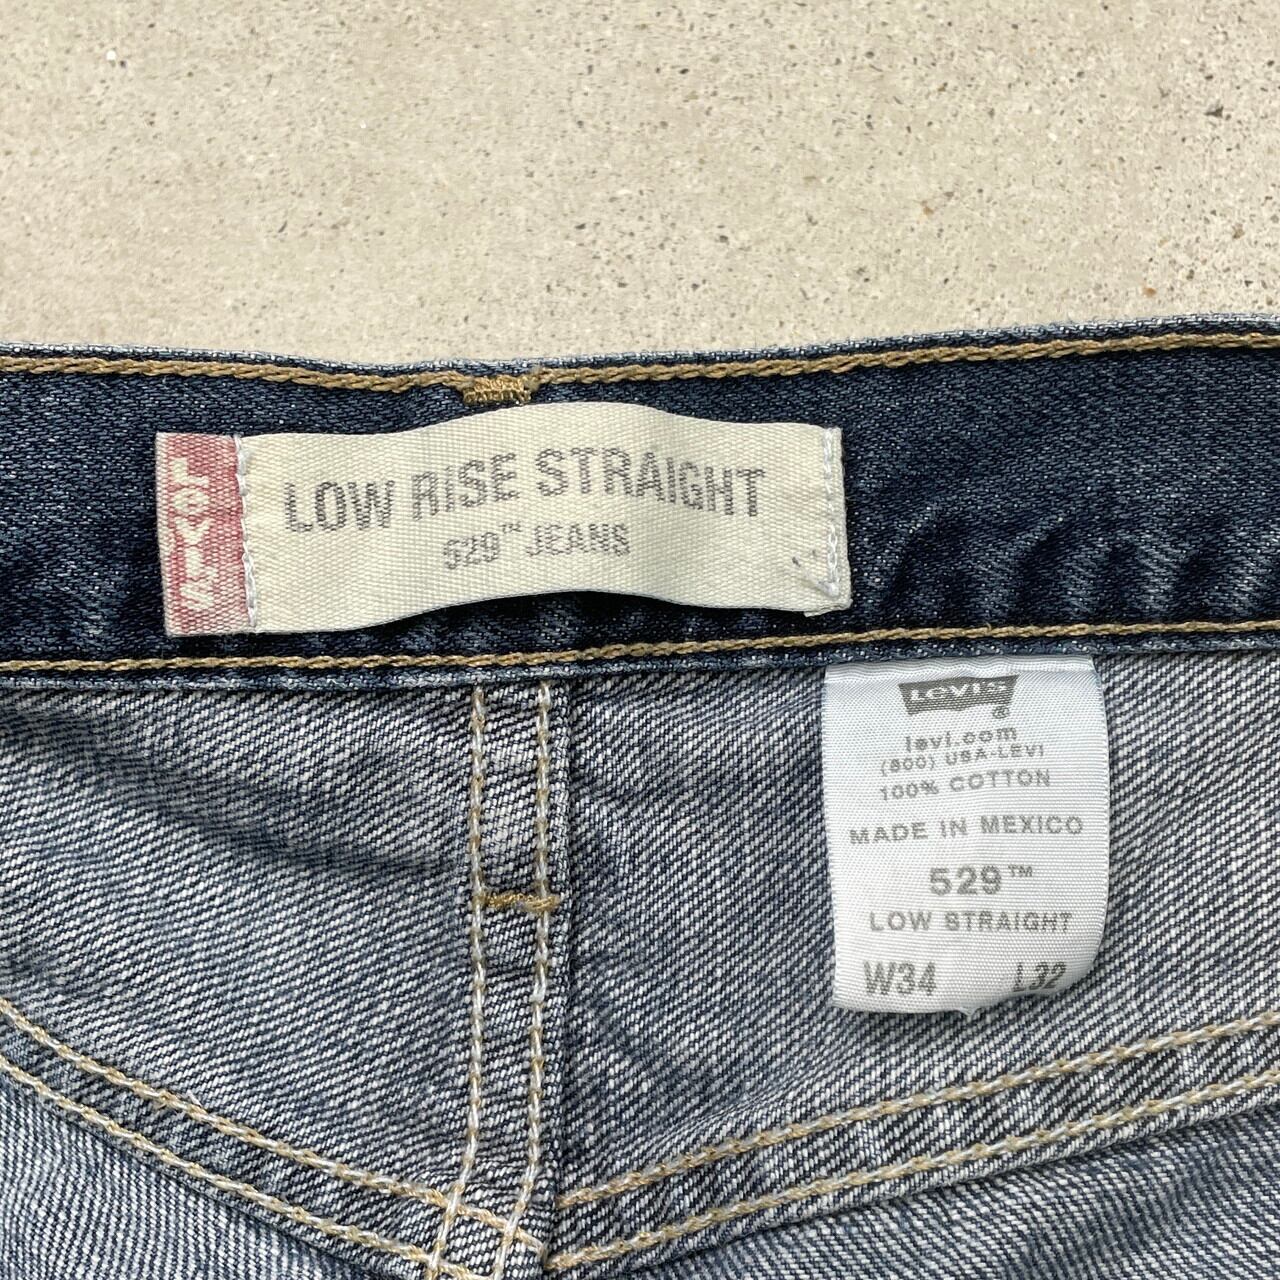 LEVI'S
LOW RISE STRAIGHT
529™ JEANS
LEVI'S
®
levi.com
(800) USA-LEVI
100% COTTON
MADE IN MEXICO
529™
LOW STRAIGHT
W34 L32